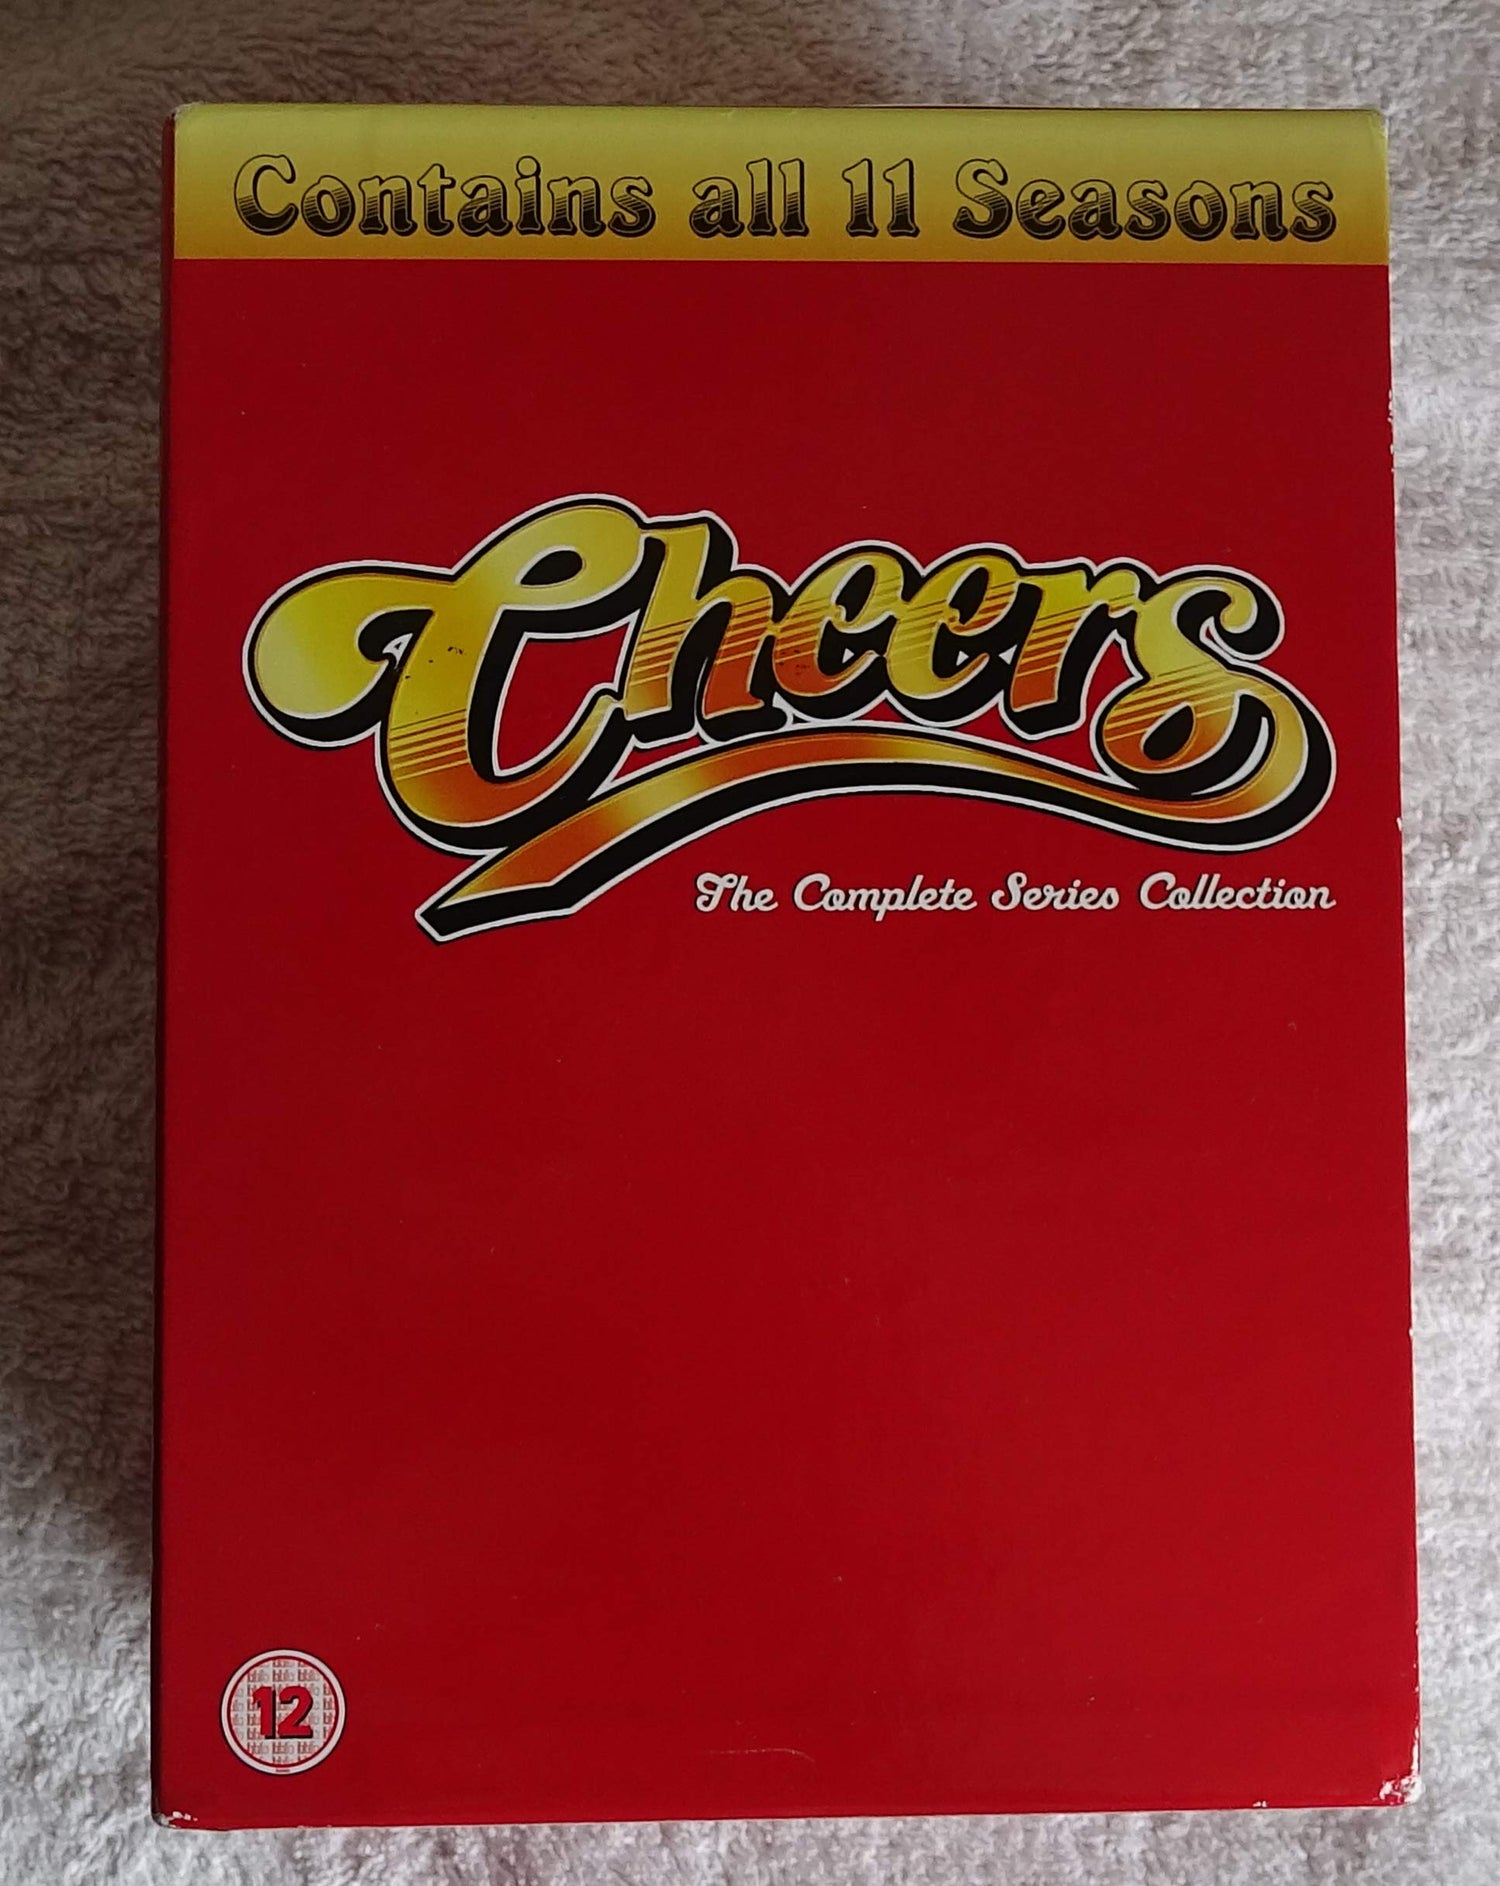 Contains all 11 Seasons
Cheers
The Complete Series Collection
12